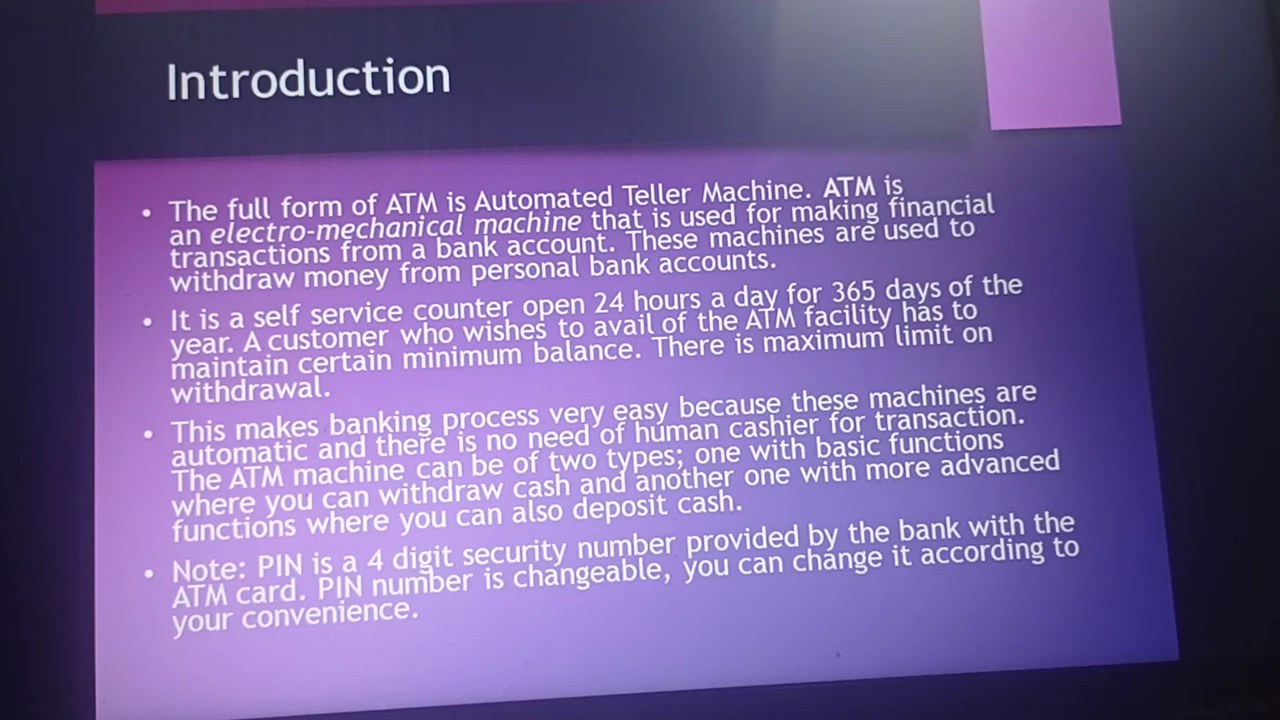 Introduction
• The full form of ATM is Automated Teller Machine. ATM is
an electro-mechanical machine that is used for making financial
transactions from a bank account. These machines are used to
withdraw money from personal bank accounts.
• It is a self service counter open 24 hours a day for 365 days of the
year. A customer who wishes to avail of the ATM facility has to
maintain certain minimum balance. There is maximum limit on
withdrawal.
• This makes banking process very easy because these machines are
automatic and there is no need of human cashier for transaction.
The ATM machine can be of two types; one with basic functions
where you can withdraw cash and another one with more advanced
functions where you can also deposit cash.
• Note: PIN is a 4 digit security number provided by the bank with the
ATM card. PIN number is changeable, you can change it according to
your convenience.